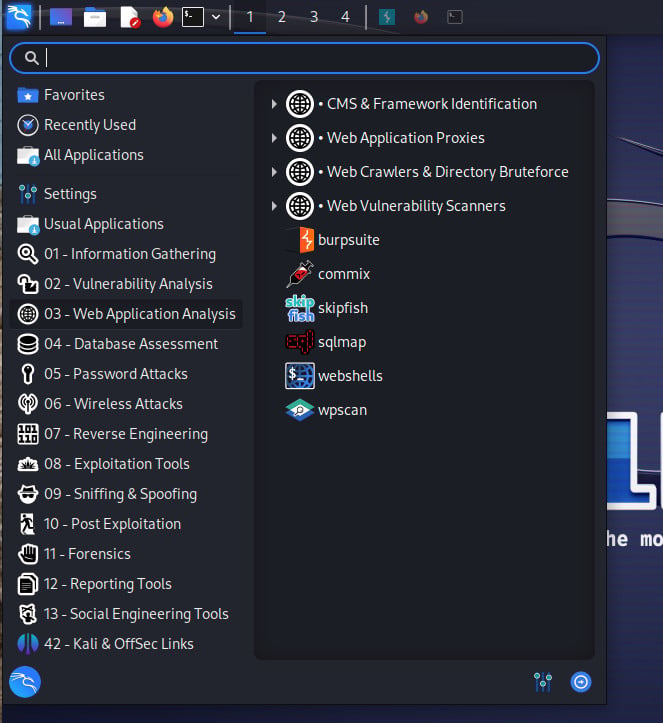 1 2 3 4
Favorites
Recently Used
All Applications
Settings
Usual Applications
01 - Information Gathering
02 - Vulnerability Analysis
03 - Web Application Analysis
04 - Database Assessment
05 - Password Attacks
06 - Wireless Attacks
07 - Reverse Engineering
08 - Exploitation Tools
09 - Sniffing & Spoofing
10 - Post Exploitation
11 - Forensics
12 - Reporting Tools
13 - Social Engineering Tools
42 - Kali & OffSec Links
• CMS & Framework Identification
• Web Application Proxies
• Web Crawlers & Directory Bruteforce
• Web Vulnerability Scanners
burpsuite
commix
skip
fish
skipfish
sql
sqlmap
$_
webshells
wpscan
he mo